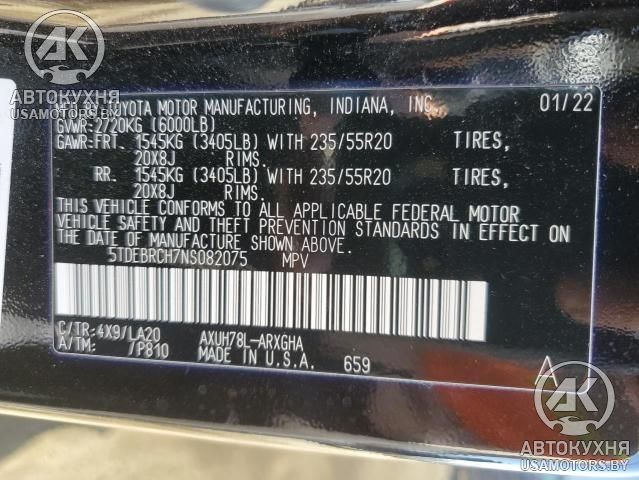 АК
АВТОКУХНЯ
USAMOTORS.BY
TOYOTA MOTOR MANUFACTURING, INDIANA, INC. 01/22
GVWR: 2720KG (6000LB)
GAWR: FRT. 1545KG (3405LB) WITH 235/55R20 TIRES,
20X8J RIMS.
RR. 1545KG (3405LB) WITH 235/55R20 TIRES,
20X8J RIMS.
THIS VEHICLE CONFORMS TO ALL APPLICABLE FEDERAL MOTOR
VEHICLE SAFETY AND THEFT PREVENTION STANDARDS IN EFFECT ON
THE DATE OF MANUFACTURE SHOWN ABOVE.
5TDEBRCH7NS082075 MPV
C/TR: 4X9/LA20 AXUH78L-ARXGHA
A/TM: /P810 MADE IN U.S.A. 659 A
АК
АВТОКУХНЯ
USAMOTORS.BY